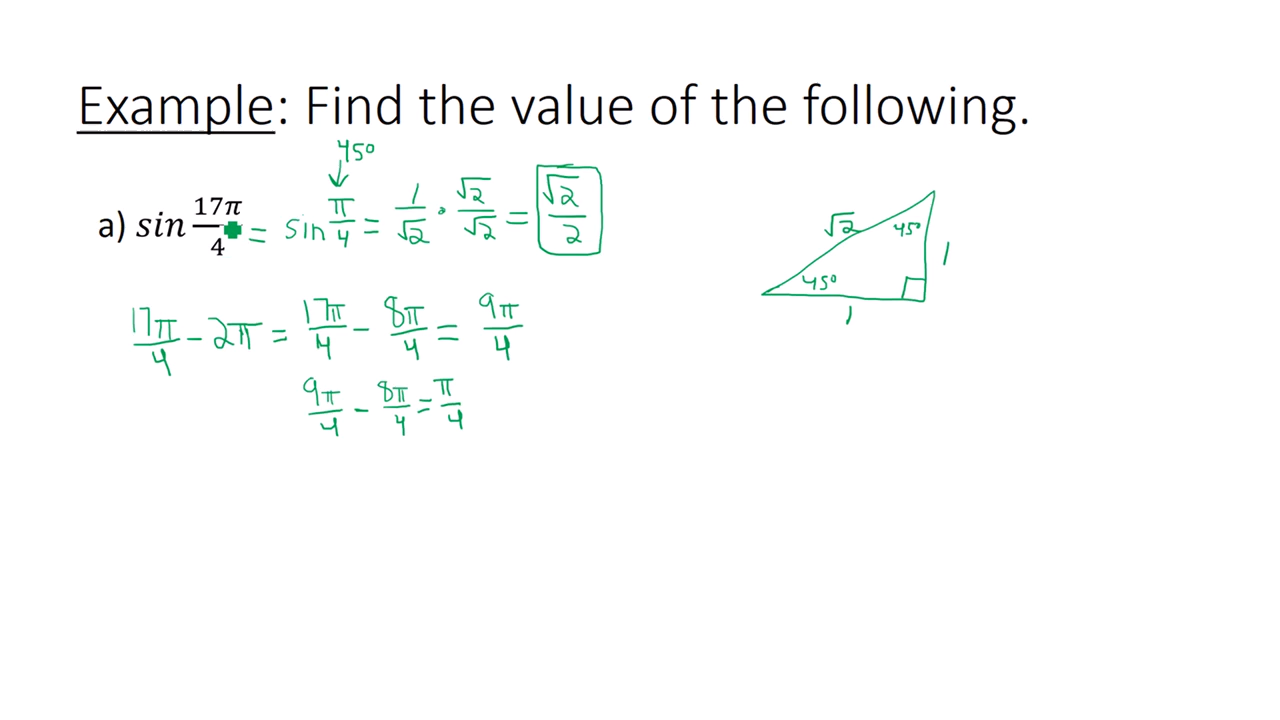 Example: Find the value of the following.
45°
a) sin 17π/4 = sin π/4 = 1/√2 · √2/√2 = √2/2
17π/4 - 2π = 17π/4 - 8π/4 = 9π/4
9π/4 - 8π/4 = π/4
√2 45° 1
45°
1